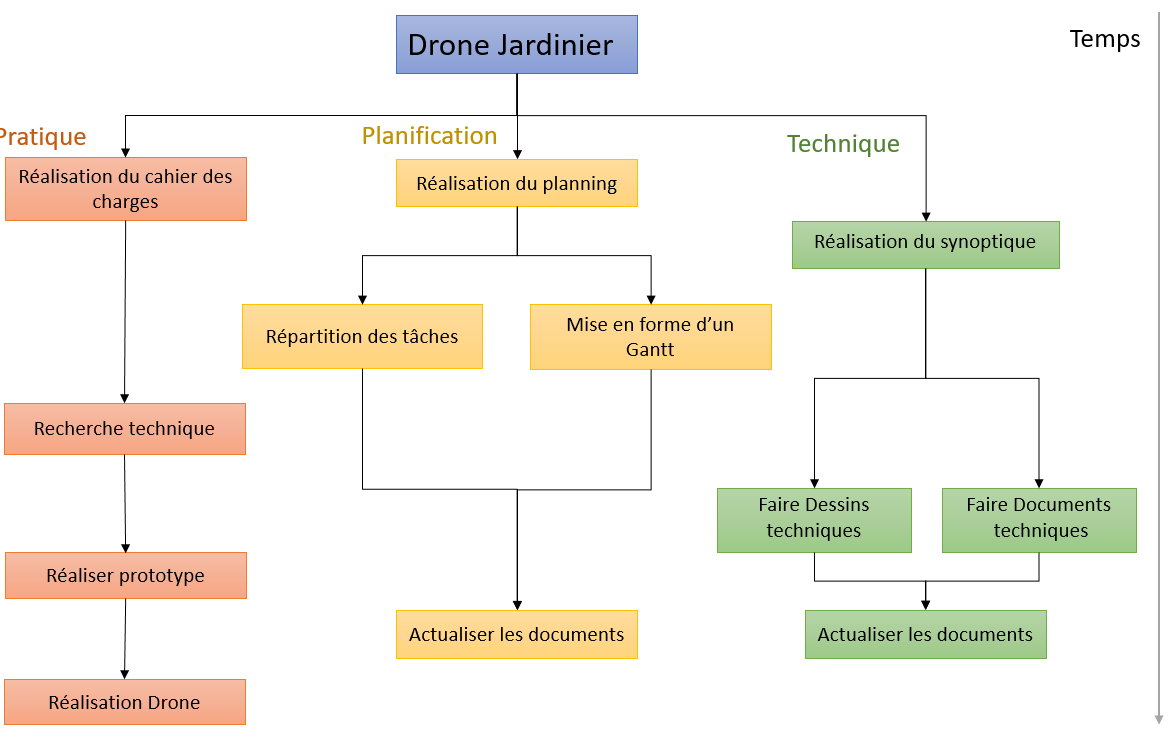 Drone Jardinier
Temps
Pratique
Planification
Technique
Réalisation du cahier des
charges
Réalisation du planning
Réalisation du synoptique
Répartition des tâches
Mise en forme d’un
Gantt
Recherche technique
Faire Dessins
techniques
Faire Documents
techniques
Réaliser prototype
Actualiser les documents
Actualiser les documents
Réalisation Drone